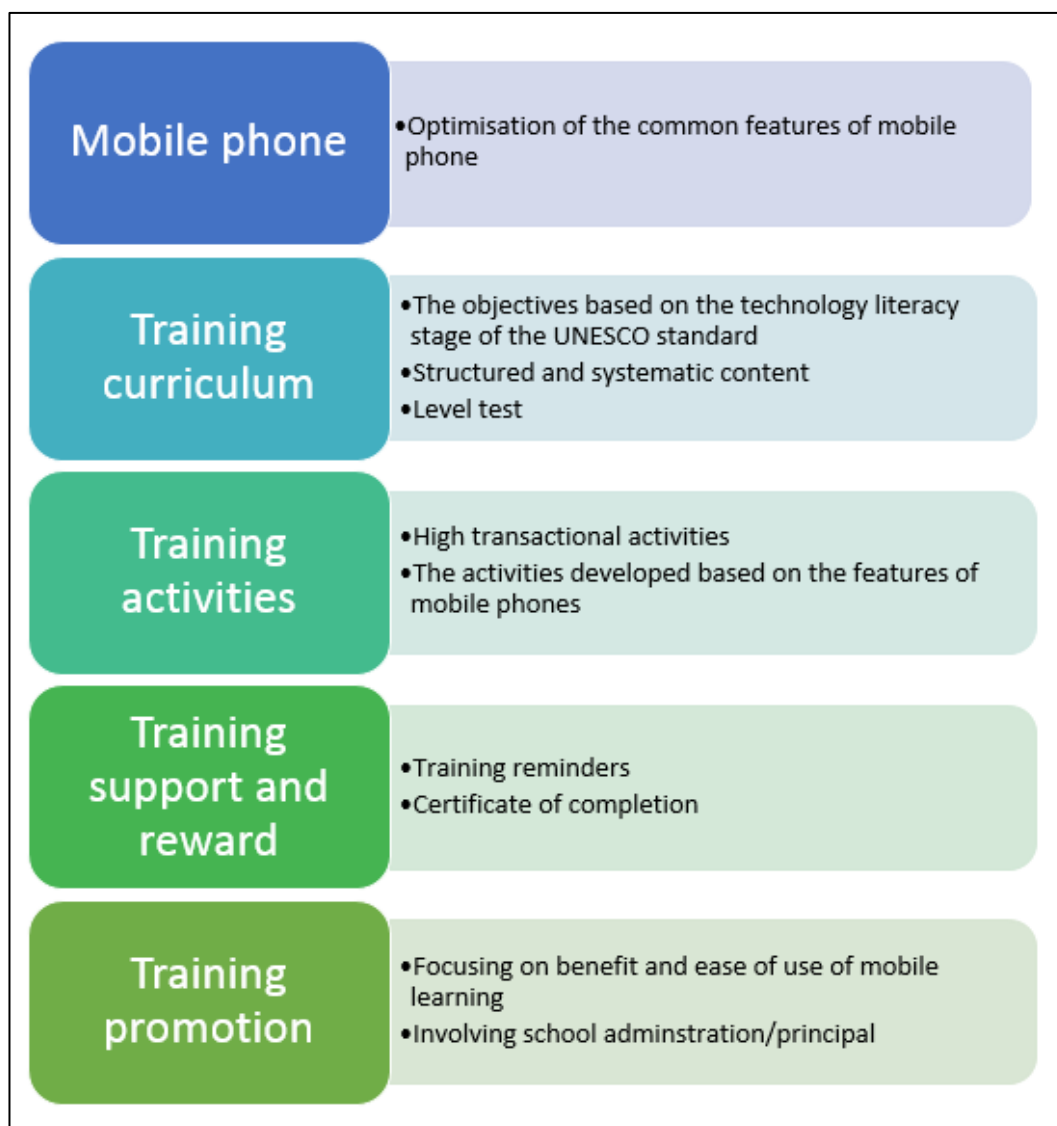 Mobile phone
•Optimisation of the common features of mobile
phone
Training
curriculum
•The objectives based on the technology literacy
stage of the UNESCO standard
•Structured and systematic content
•Level test
Training
activities
•High transactional activities
•The activities developed based on the features of
mobile phones
Training
support and
reward
•Training reminders
•Certificate of completion
Training
promotion
•Focusing on benefit and ease of use of mobile
learning
•Involving school adminstration/principal